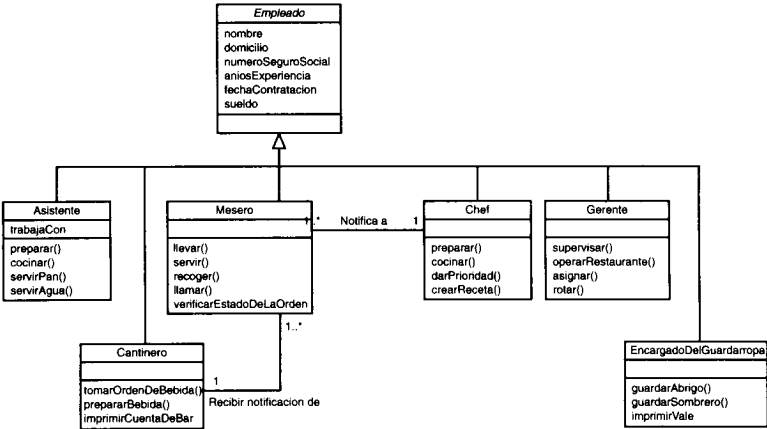 Empleado
nombre
domicilio
numeroSeguroSocial
aniosExperiencia
fechaContratacion
sueldo
Asistente
trabajaCon
preparar()
cocinar()
servirPan()
servirAgua()
Mesero
llevar()
servir()
recoger()
llamar()
verificarEstadoDeLaOrden
1..*
Notifica a
1
Chef
preparar()
cocinar()
darPrioridad()
crearReceta()
Gerente
supervisar()
operarRestaurante()
asignar()
rotar()
1..*
Cantinero
tomarOrdenDeBebida()
prepararBebida()
imprimirCuentaDeBar
1
Recibir notificacion de
EncargadoDelGuardarropa
guardarAbrigo()
guardarSombrero()
imprimirVale